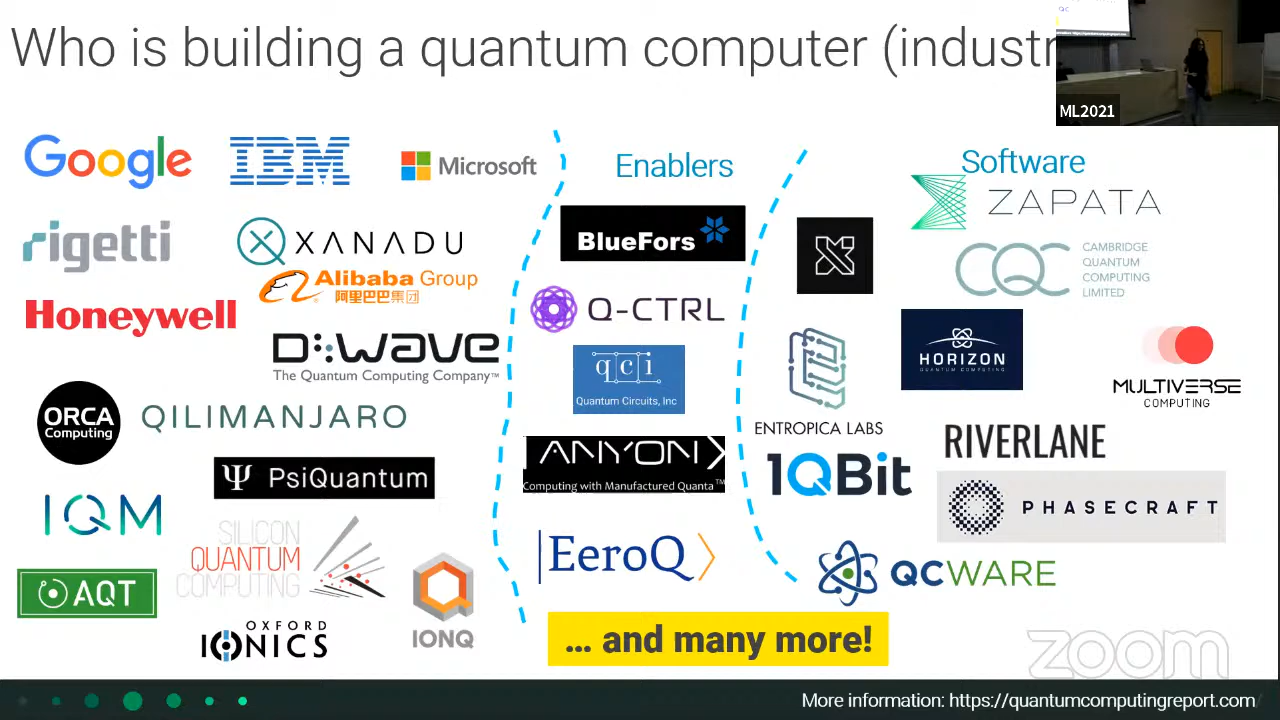 Who is building a quantum computer (industr
QC
ML2021
Google
IBM
Microsoft
rigetti
XANADU
Alibaba Group
阿里巴巴集团
Honeywell
D:wave
The Quantum Computing Company™
ORCA
Computing
QILIMANJARO
Ψ PsiQuantum
IQM
SILICON
QUANTUM
COMPUTING
AQT
OXFORD
IONICS
IONQ
Enablers
BlueFors
Q-CTRL
qci
Quantum Circuits, Inc
ANYON
Computing with Manufactured Quanta™
EeroQ
... and many more!
Software
ZAPATA
CQC
CAMBRIDGE
QUANTUM
COMPUTING
LIMITED
HORIZON
QUANTUM COMPUTING
MULTIVERSE
COMPUTING
ENTROPICA LABS
RIVERLANE
1QBit
PHASECRAFT
QCWARE
zoom
More information: https://quantumcomputingreport.com